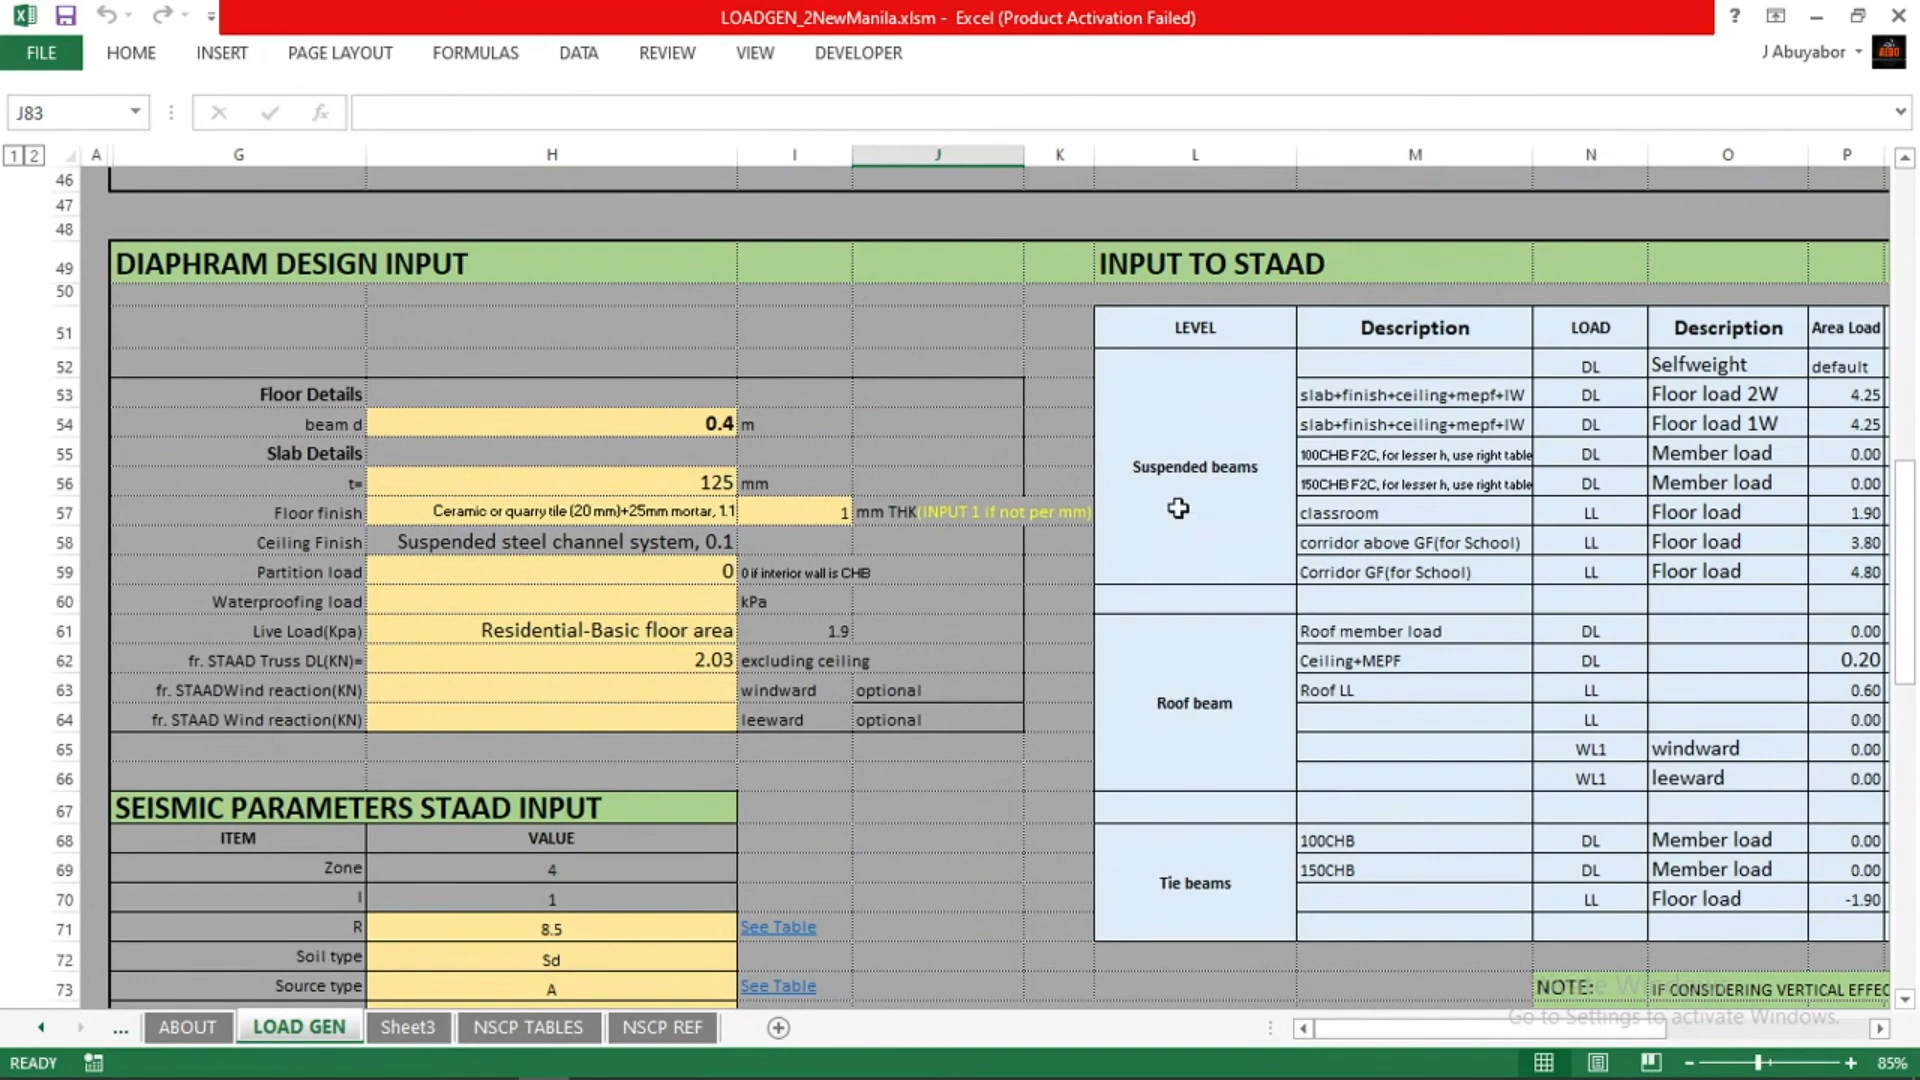 LOADGEN_2NewManila.xlsm - Excel (Product Activation Failed)
?
FILE HOME INSERT PAGE LAYOUT FORMULAS DATA REVIEW VIEW DEVELOPER J Abuyabor
J83 fx
1 2 A G H I J K L M N O P
46
47
48
49 DIAPHRAM DESIGN INPUT INPUT TO STAAD
50
51 LEVEL Description LOAD Description Area Load
52 DL Selfweight default
53 Floor Details slab+finish+ceiling+mepf+IW DL Floor load 2W 4.25
54 beam d 0.4 m slab+finish+ceiling+mepf+IW DL Floor load 1W 4.25
55 Slab Details 100CHB F2C, for lesser h, use right table DL Member load 0.00
Suspended beams
56 t= 125 mm 150CHB F2C, for lesser h, use right table DL Member load 0.00
57 Floor finish Ceramic or quarry tile (20 mm)+25mm mortar, 1.1 1 mm THK(INPUT 1 if not per mm) classroom LL Floor load 1.90
58 Ceiling Finish Suspended steel channel system, 0.1 corridor above GF(for School) LL Floor load 3.80
59 Partition load 0 0 if interior wall is CHB Corridor GF(for School) LL Floor load 4.80
60 Waterproofing load kPa
61 Live Load(Kpa) Residential-Basic floor area 1.9 Roof member load DL 0.00
62 fr. STAAD Truss DL(KN)= 2.03 excluding ceiling Ceiling+MEPF DL 0.20
63 fr. STAADWind reaction(KN) windward optional Roof LL LL 0.60
Roof beam
64 fr. STAAD Wind reaction(KN) leeward optional LL 0.00
65 WL1 windward 0.00
66 WL1 leeward 0.00
67 SEISMIC PARAMETERS STAAD INPUT
68 ITEM VALUE 100CHB DL Member load 0.00
69 Zone 4 150CHB DL Member load 0.00
Tie beams
70 I 1 LL Floor load -1.90
71 R 8.5 See Table
72 Soil type Sd
73 Source type A See Table NOTE: IF CONSIDERING VERTICAL EFFEC
Go to Settings to activate Windows.
... ABOUT LOAD GEN Sheet3 NSCP TABLES NSCP REF
READY 85%